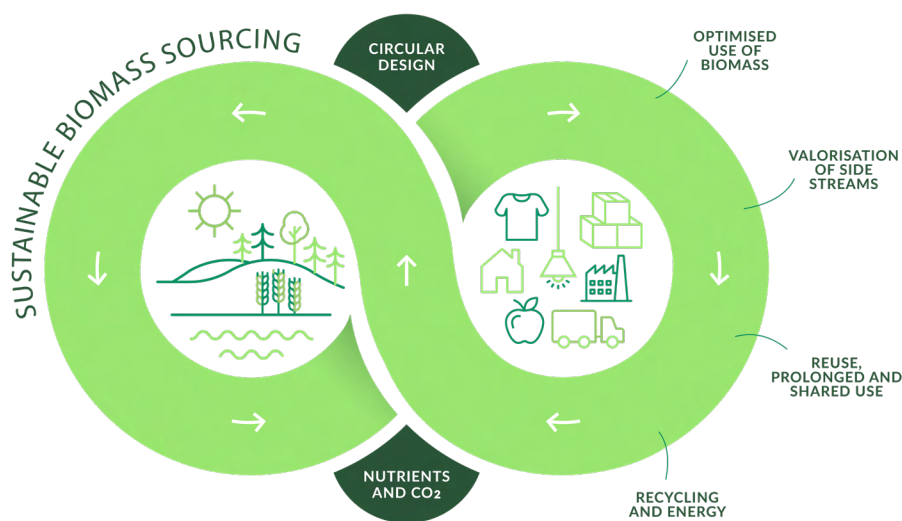 SUSTAINABLE BIOMASS SOURCING
CIRCULAR
DESIGN
OPTIMISED
USE OF
BIOMASS
VALORISATION
OF SIDE
STREAMS
REUSE,
PROLONGED AND
SHARED USE
RECYCLING
AND ENERGY
NUTRIENTS
AND CO2